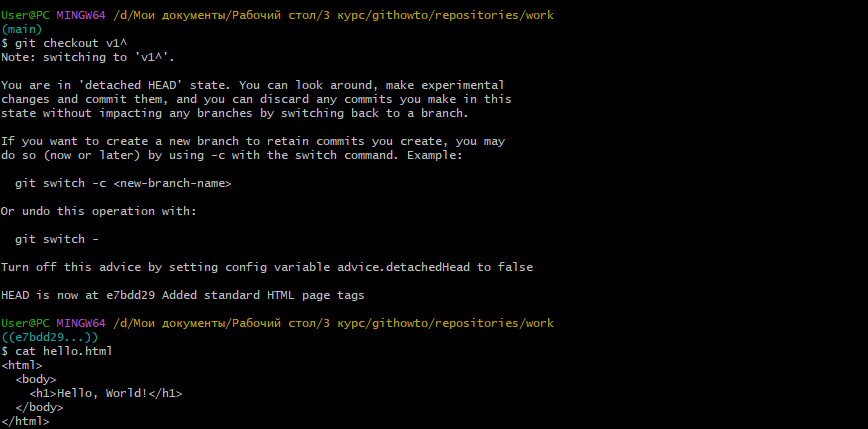 User@PC MINGW64 /d/Мои документы/Рабочий стол/3 курс/githowto/repositories/work
(main)
$ git checkout v1^
Note: switching to 'v1^'.
You are in 'detached HEAD' state. You can look around, make experimental
changes and commit them, and you can discard any commits you make in this
state without impacting any branches by switching back to a branch.
If you want to create a new branch to retain commits you create, you may
do so (now or later) by using -c with the switch command. Example:
  git switch -c <new-branch-name>
Or undo this operation with:
  git switch -
Turn off this advice by setting config variable advice.detachedHead to false
HEAD is now at e7bdd29 Added standard HTML page tags
User@PC MINGW64 /d/Мои документы/Рабочий стол/3 курс/githowto/repositories/work
((e7bdd29...))
$ cat hello.html
<html>
  <body>
    <h1>Hello, World!</h1>
  </body>
</html>